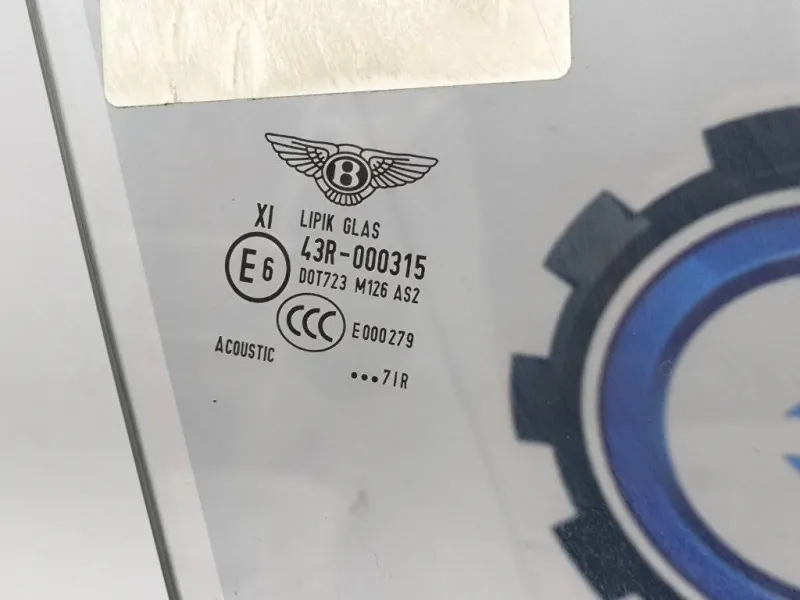 B
XI LIPIK GLAS
E6 43R-000315
DOT723 M126 AS2
CCC E000279
ACOUSTIC
•••71R